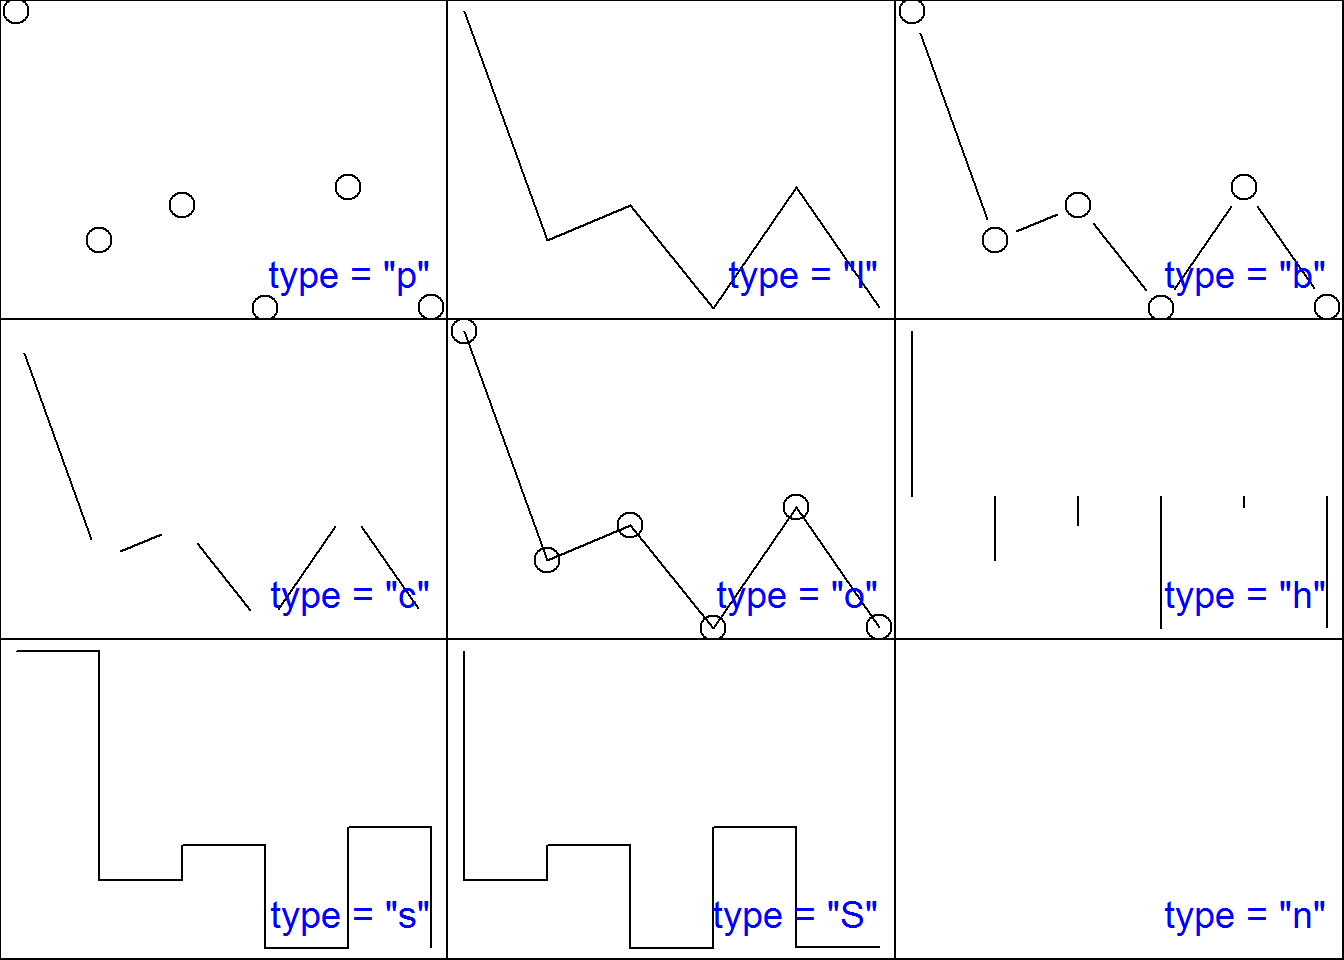 type = "p"
type = "l"
type = "b"
type = "c"
type = "o"
type = "h"
type = "s"
type = "S"
type = "n"